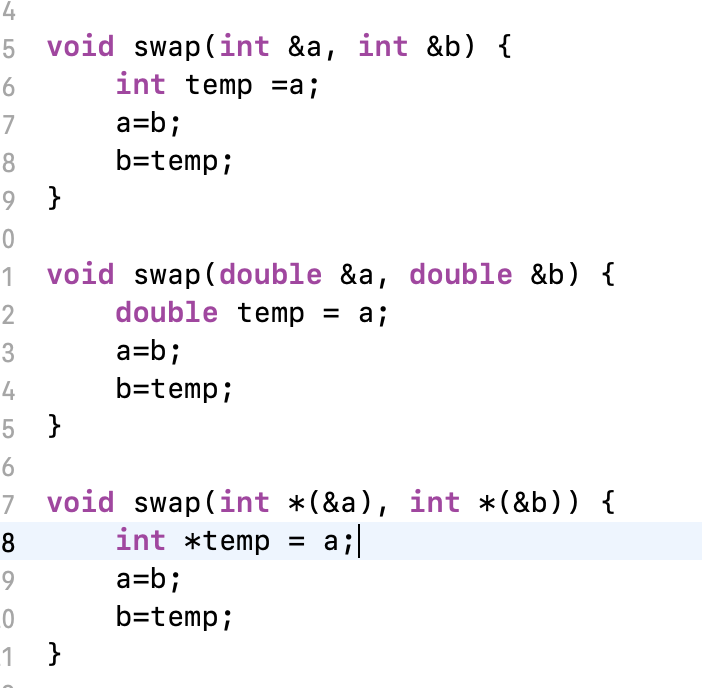 4
5 void swap(int &a, int &b) {
6     int temp =a;
7     a=b;
8     b=temp;
9 }
0
1 void swap(double &a, double &b) {
2     double temp = a;
3     a=b;
4     b=temp;
5 }
6
7 void swap(int *(&a), int *(&b)) {
8     int *temp = a;
9     a=b;
0     b=temp;
1 }